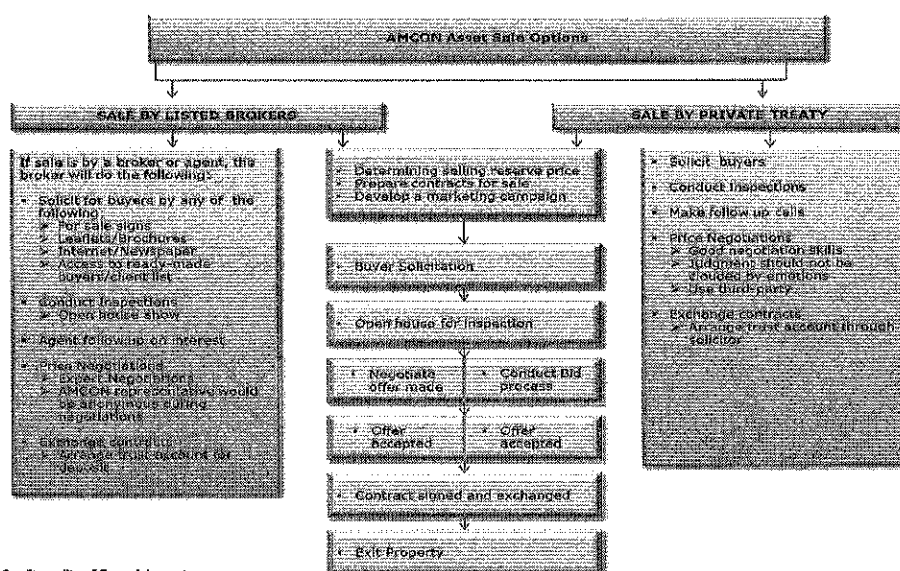 AMCON Asset Sale Options
SALE BY LISTED BROKERS
SALE BY PRIVATE TREATY
If sale is by a broker or agent, the
broker will do the following:
• Solicit for buyers by any of the
following
➢ For sale signs
➢ Leaflets/Brochures
➢ Internet/Newspaper
➢ Access to ready-made
buyers/client list
• Conduct Inspections
➢ Open house show
• Agent follow up on interest
• Price Negotiations
➢ Expert Negotiators
➢ AMCON representative would
be anonymous during
negotiations
• Exchange contracts
➢ Arrange trust account for
deposit
• Determining selling reserve price
• Prepare contracts for sale
• Develop a marketing campaign
• Buyer Solicitation
• Open house for Inspection
• Negotiate
offer made
• Conduct Bid
process
• Offer
accepted
• Offer
accepted
• Contract signed and exchanged
• Exit Property
• Solicit buyers
• Conduct Inspections
• Make follow up calls
• Price Negotiations
➢ Good negotiation skills
➢ Judgment should not be
clouded by emotions
➢ Use third-party
• Exchange contracts
➢ Arrange trust account through
solicitor